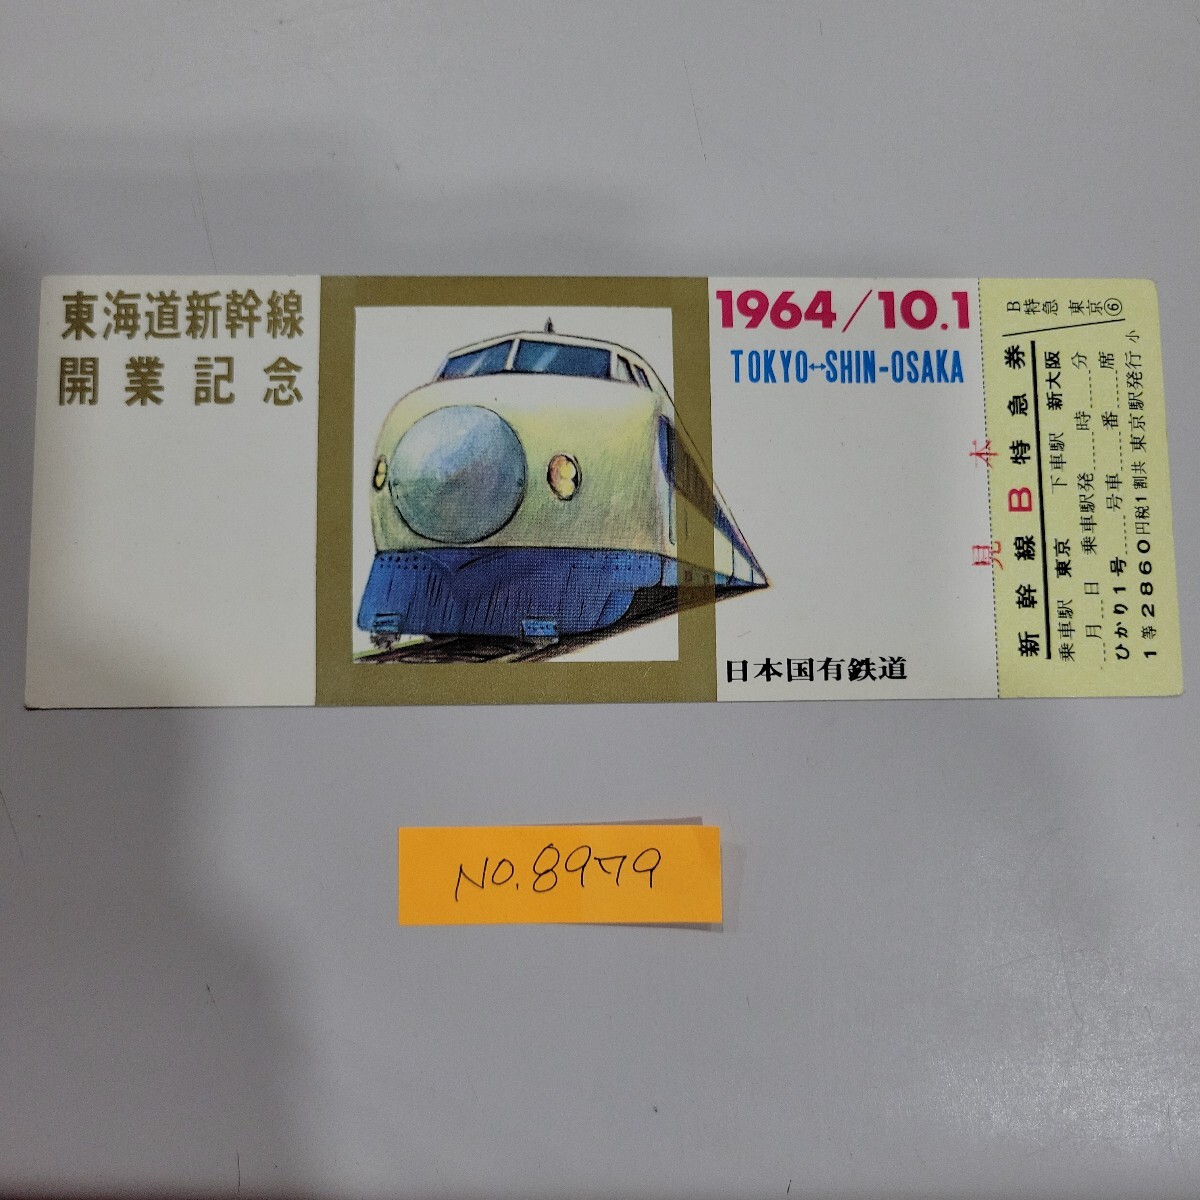 東海道新幹線
開業記念
1964/10.1
TOKYO↔SHIN-OSAKA
日本国有鉄道
見本
B
特急
東京⑥
新幹線B特急券
乗車駅 東京 下車駅 新大阪
月 日 乗車駅発 時 分
ひかり1号 号車 番 席
1等2860円税1割共 東京駅発行 小
NO.8979